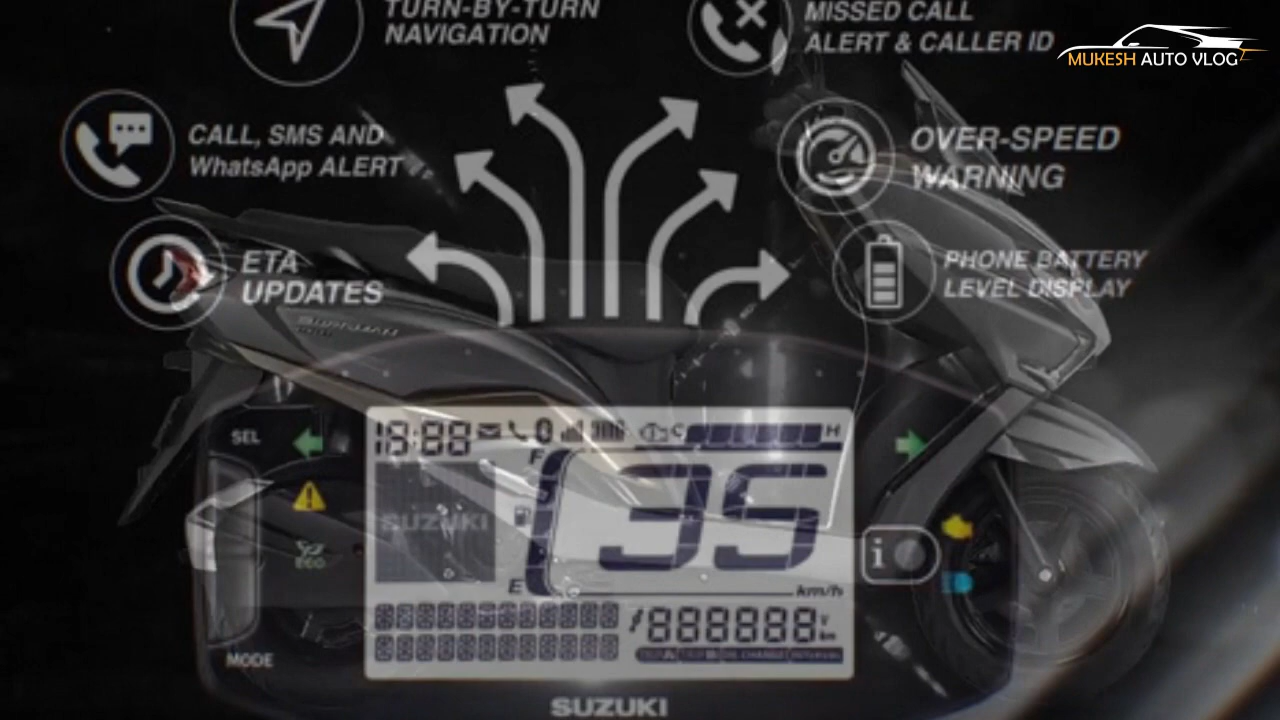 TURN-BY-TURN
NAVIGATION
MISSED CALL
ALERT & CALLER ID
MUKESH AUTO VLOG
CALL, SMS AND
WhatsApp ALERT
OVER-SPEED
WARNING
ETA
UPDATES
PHONE BATTERY
LEVEL DISPLAY
SEL
18:88
C
H
F
SUZUKI
E
ECO
i
km/h
888888
V
km
MODE
SUZUKI